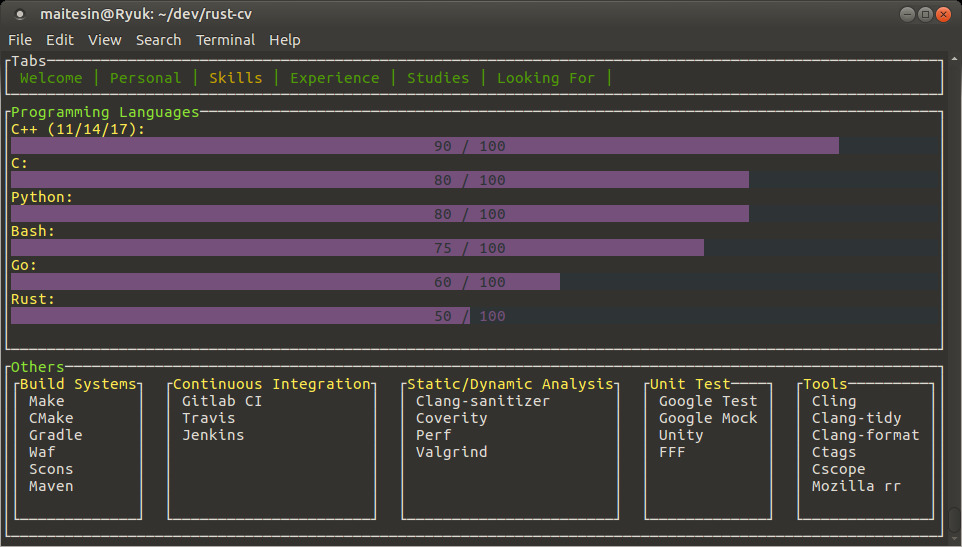 maitesin@Ryuk: ~/dev/rust-cv
File Edit View Search Terminal Help
Tabs
Welcome | Personal | Skills | Experience | Studies | Looking For |
Programming Languages
C++ (11/14/17):
90 / 100
C:
80 / 100
Python:
80 / 100
Bash:
75 / 100
Go:
60 / 100
Rust:
50 / 100
Others
Build Systems Continuous Integration Static/Dynamic Analysis Unit Test Tools
Make Gitlab CI Clang-sanitizer Google Test Cling
CMake Travis Coverity Google Mock Clang-tidy
Gradle Jenkins Perf Unity Clang-format
Waf Valgrind FFF Ctags
Scons Cscope
Maven Mozilla rr